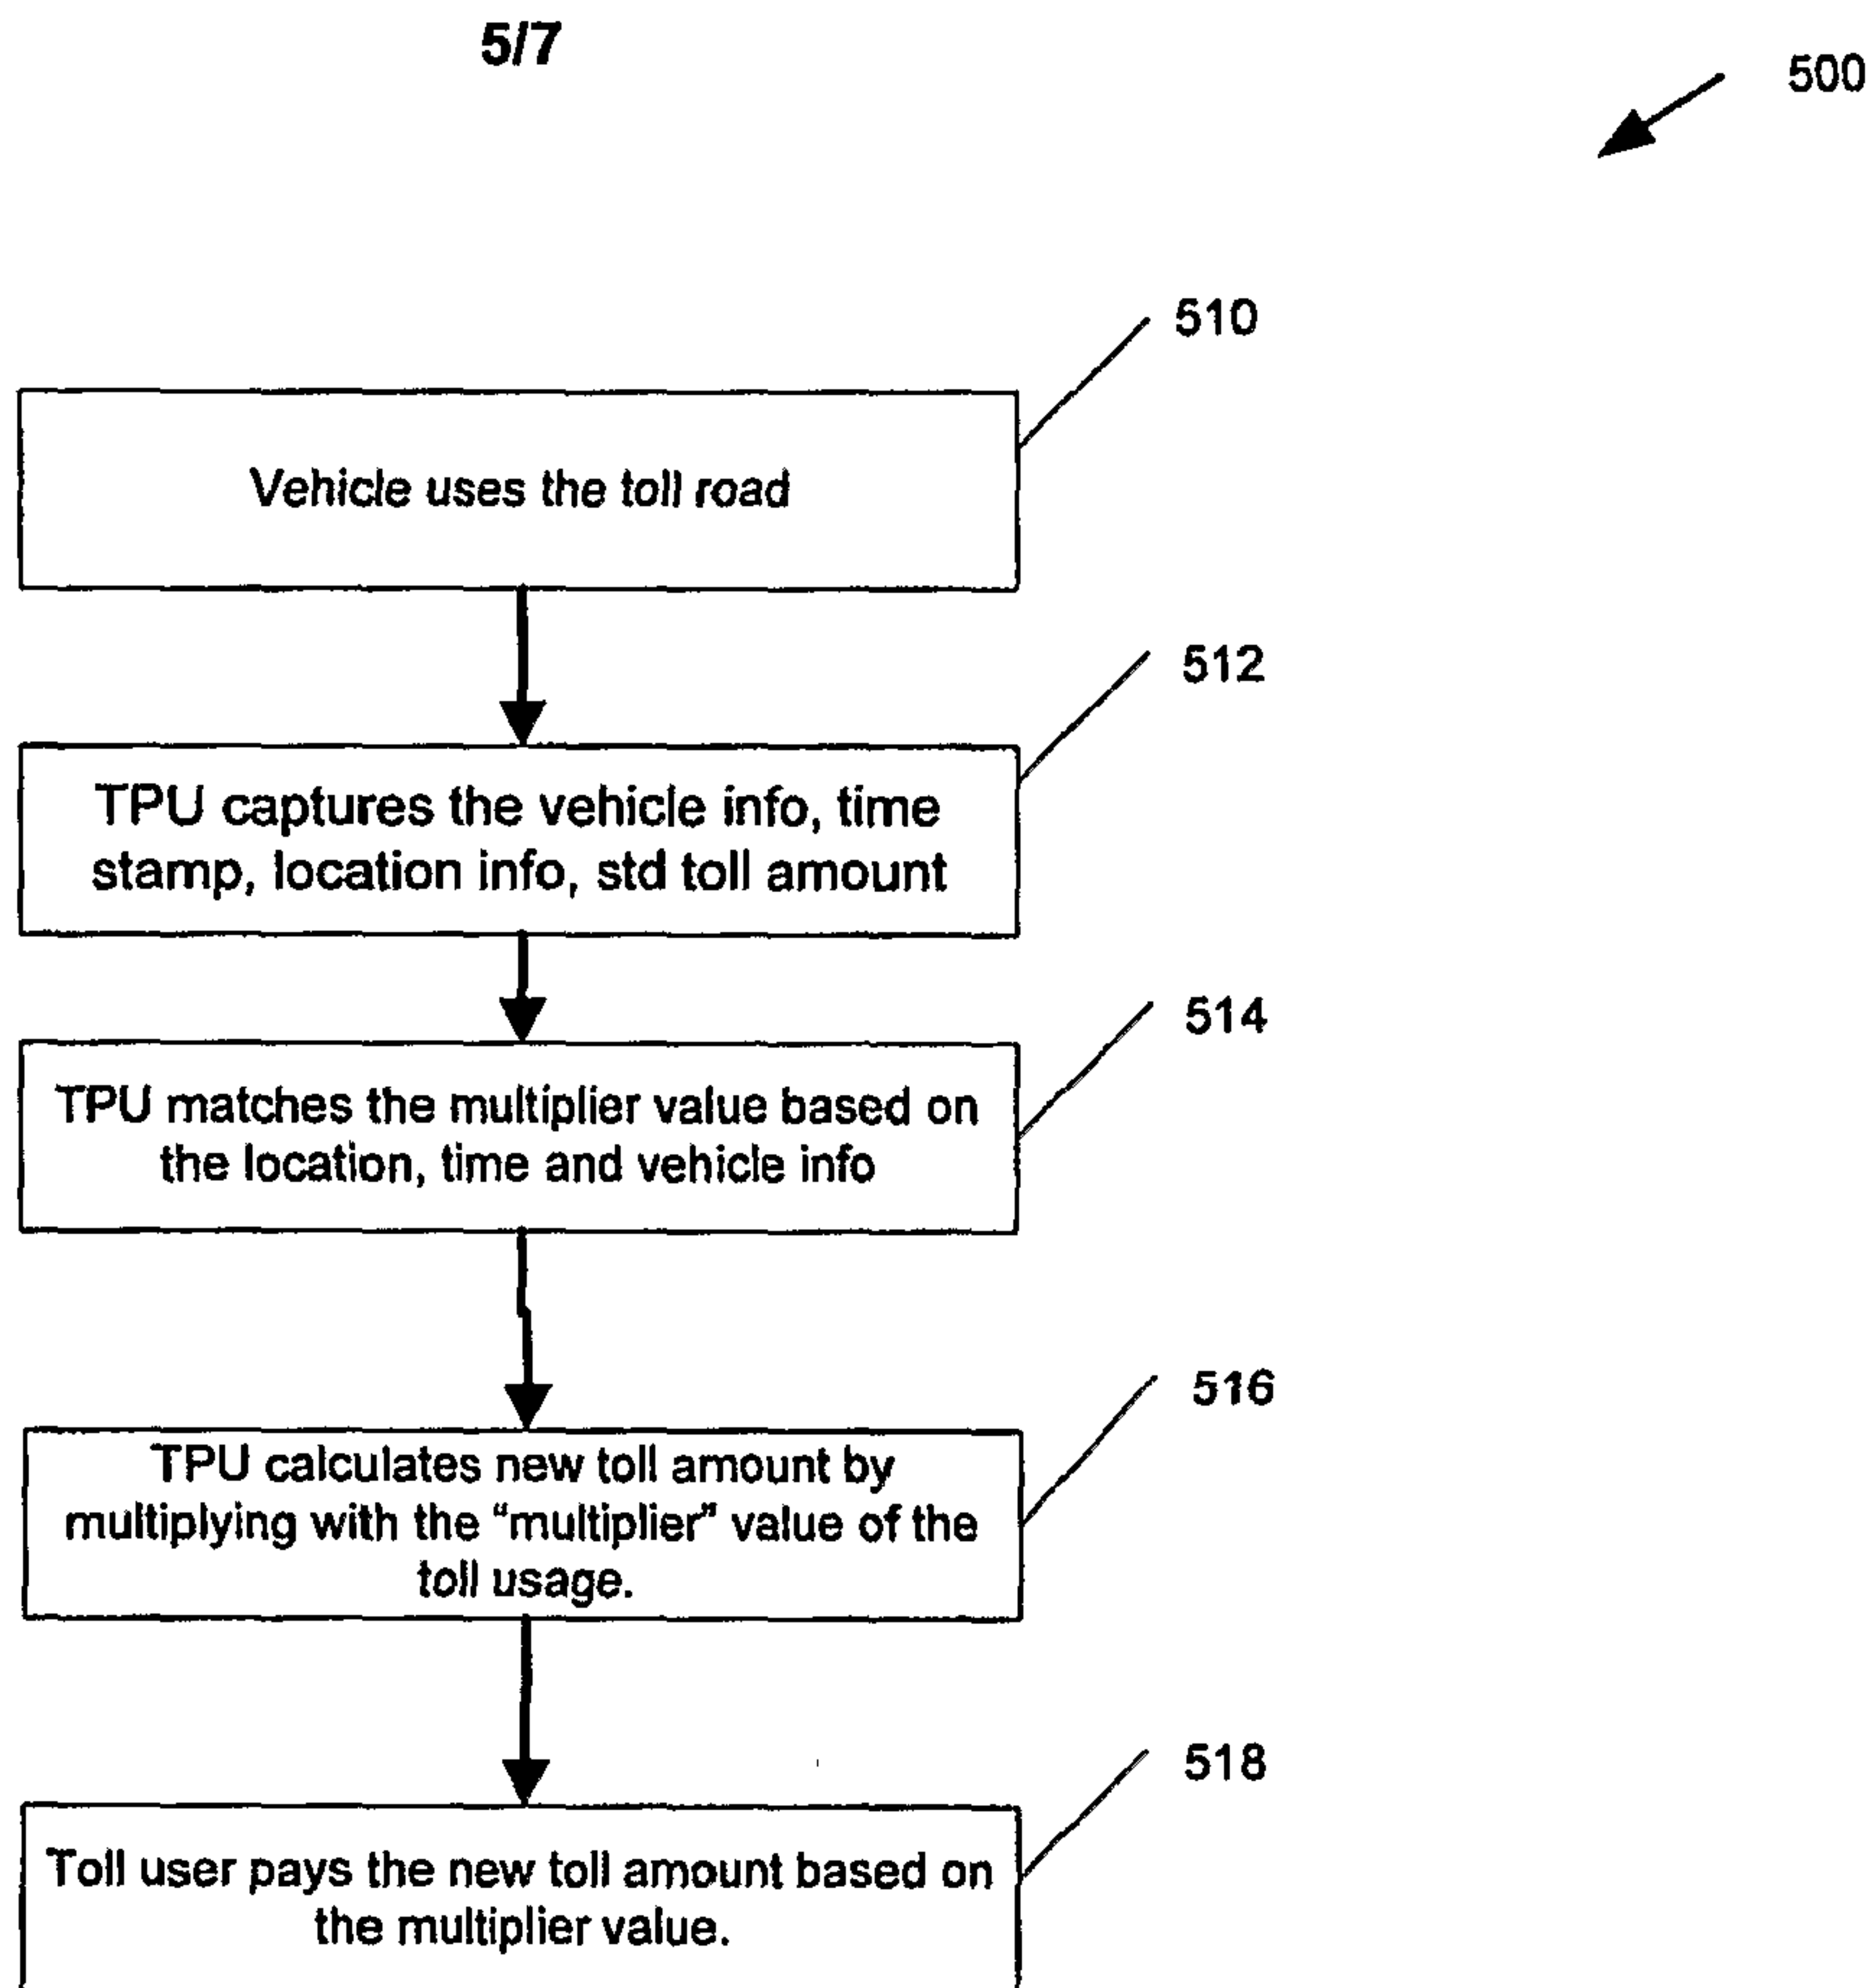 5/7
500
510
Vehicle uses the toll road
512
TPU captures the vehicle info, time
stamp, location info, std toll amount
514
TPU matches the multiplier value based on
the location, time and vehicle info
516
TPU calculates new toll amount by
multiplying with the “multiplier” value of the
toll usage.
518
Toll user pays the new toll amount based on
the multiplier value.